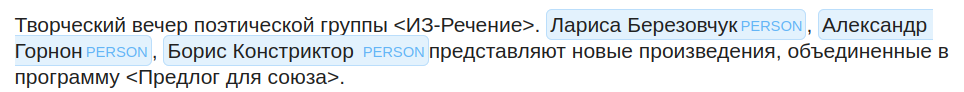 Творческий вечер поэтической группы <ИЗ-Речение>. Лариса Березовчук PERSON, Александр
Горнон PERSON, Борис Констриктор PERSON представляют новые произведения, объединенные в
программу <Предлог для союза>.